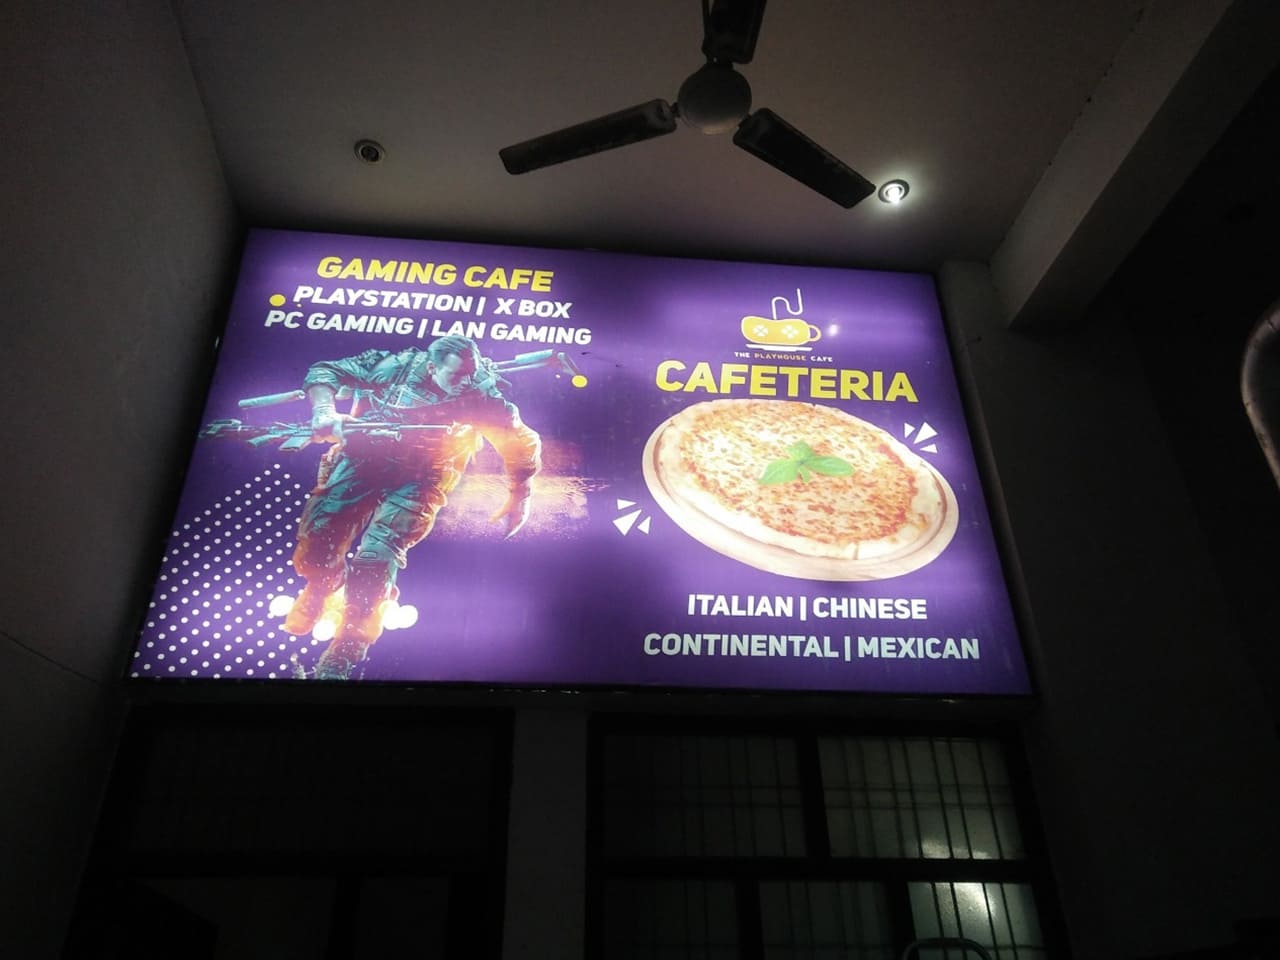 GAMING CAFE
PLAYSTATION | X BOX
PC GAMING | LAN GAMING
THE PLAYHOUSE CAFE
CAFETERIA
ITALIAN | CHINESE
CONTINENTAL | MEXICAN